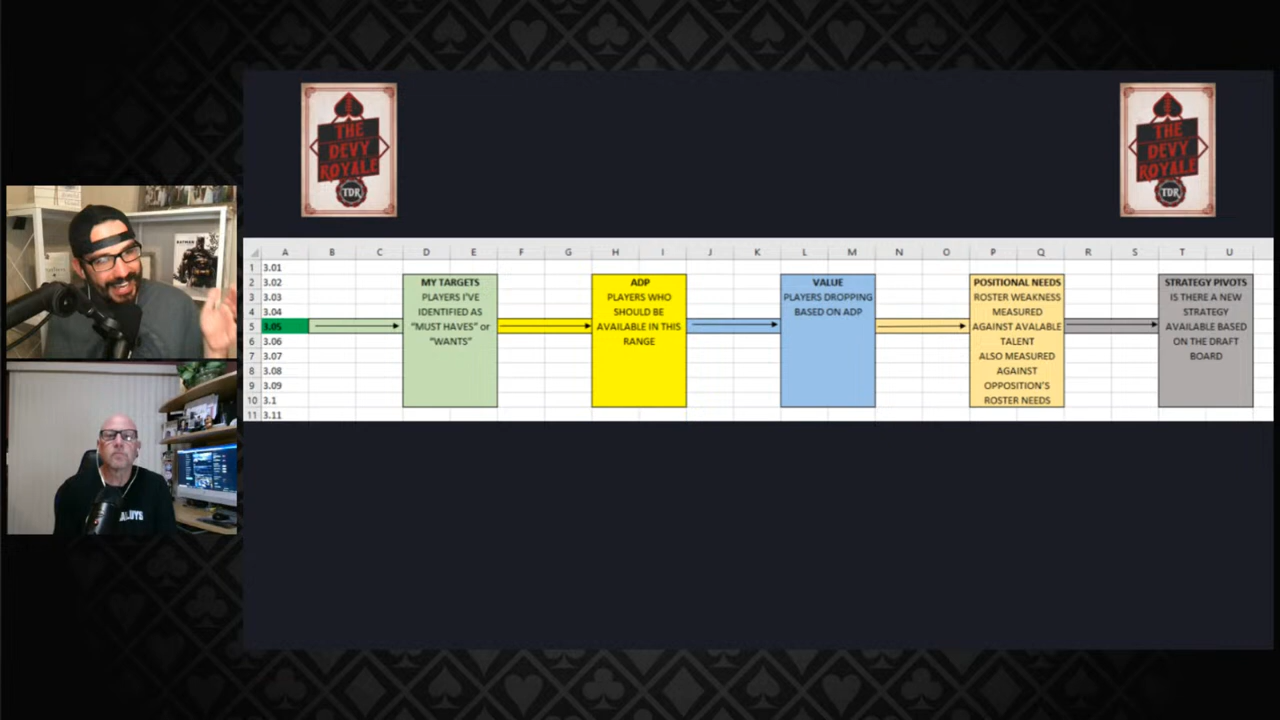 THE
DEVY
ROYALE
TDR
THE
DEVY
ROYALE
TDR
BATMAN
A B C D E F G H I J K L M N O P Q R S T U
1 3.01
2 3.02
3 3.03
4 3.04
5 3.05
6 3.06
7 3.07
8 3.08
9 3.09
10 3.1
11 3.11
MY TARGETS
PLAYERS I'VE
IDENTIFIED AS
"MUST HAVES" or
"WANTS"
ADP
PLAYERS WHO
SHOULD BE
AVAILABLE IN THIS
RANGE
VALUE
PLAYERS DROPPING
BASED ON ADP
POSITIONAL NEEDS
ROSTER WEAKNESS
MEASURED
AGAINST AVALABLE
TALENT
ALSO MEASURED
AGAINST
OPPOSITION'S
ROSTER NEEDS
STRATEGY PIVOTS
IS THERE A NEW
STRATEGY
AVAILABLE BASED
ON THE DRAFT
BOARD